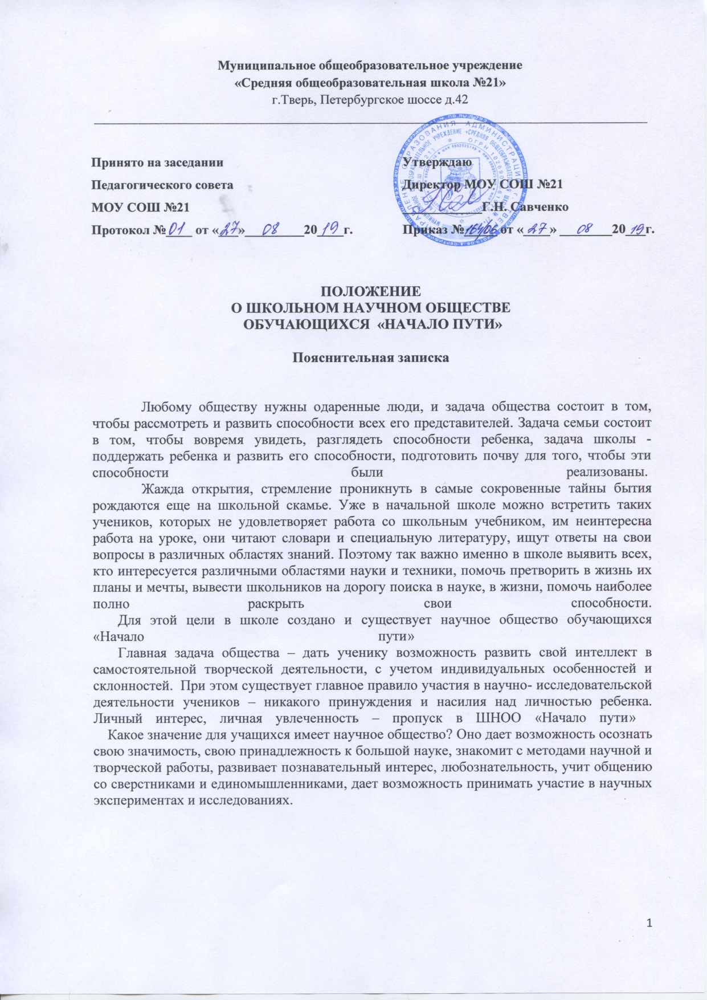 Муниципальное общеобразовательное учреждение
«Средняя общеобразовательная школа №21»
г.Тверь, Петербургское шоссе д.42
Принято на заседании
Педагогического совета
МОУ СОШ №21
Протокол № 01 от «27» 08 2019г.
Утверждаю
Директор МОУ СОШ №21
Г.Н. Савченко
Приказ № от «27» 08 2019г.
ПОЛОЖЕНИЕ
О ШКОЛЬНОМ НАУЧНОМ ОБЩЕСТВЕ
ОБУЧАЮЩИХСЯ «НАЧАЛО ПУТИ»
Пояснительная записка
Любому обществу нужны одаренные люди, и задача общества состоит в том,
чтобы рассмотреть и развить способности всех его представителей. Задача семьи состоит
в том, чтобы вовремя увидеть, разглядеть способности ребенка, задача школы -
поддержать ребенка и развить его способности, подготовить почву для того, чтобы эти
способности были реализованы.
Жажда открытия, стремление проникнуть в самые сокровенные тайны бытия
рождаются еще на школьной скамье. Уже в начальной школе можно встретить таких
учеников, которых не удовлетворяет работа со школьным учебником, им неинтересна
работа на уроке, они читают словари и специальную литературу, ищут ответы на свои
вопросы в различных областях знаний. Поэтому так важно именно в школе выявить всех,
кто интересуется различными областями науки и техники, помочь претворить в жизнь их
планы и мечты, вывести школьников на дорогу поиска в науке, в жизни, помочь наиболее
полно раскрыть свои способности.
Для этой цели в школе создано и существует научное общество обучающихся
«Начало пути»
Главная задача общества – дать ученику возможность развить свой интеллект в
самостоятельной творческой деятельности, с учетом индивидуальных особенностей и
склонностей. При этом существует главное правило участия в научно- исследовательской
деятельности учеников – никакого принуждения и насилия над личностью ребенка.
Личный интерес, личная увлеченность – пропуск в ШНОО «Начало пути»
Какое значение для учащихся имеет научное общество? Оно дает возможность осознать
свою значимость, свою принадлежность к большой науке, знакомит с методами научной и
творческой работы, развивает познавательный интерес, любознательность, учит общению
со сверстниками и единомышленниками, дает возможность принимать участие в научных
экспериментах и исследованиях.
1